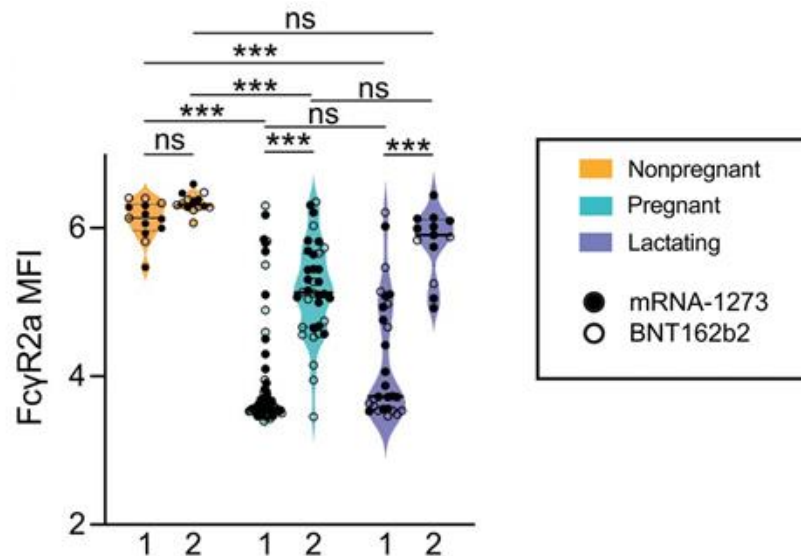 ns
***
*** ns
*** ns
ns *** ***
FcγR2a MFI
6
4
2
1 2 1 2 1 2
Nonpregnant
Pregnant
Lactating
mRNA-1273
BNT162b2